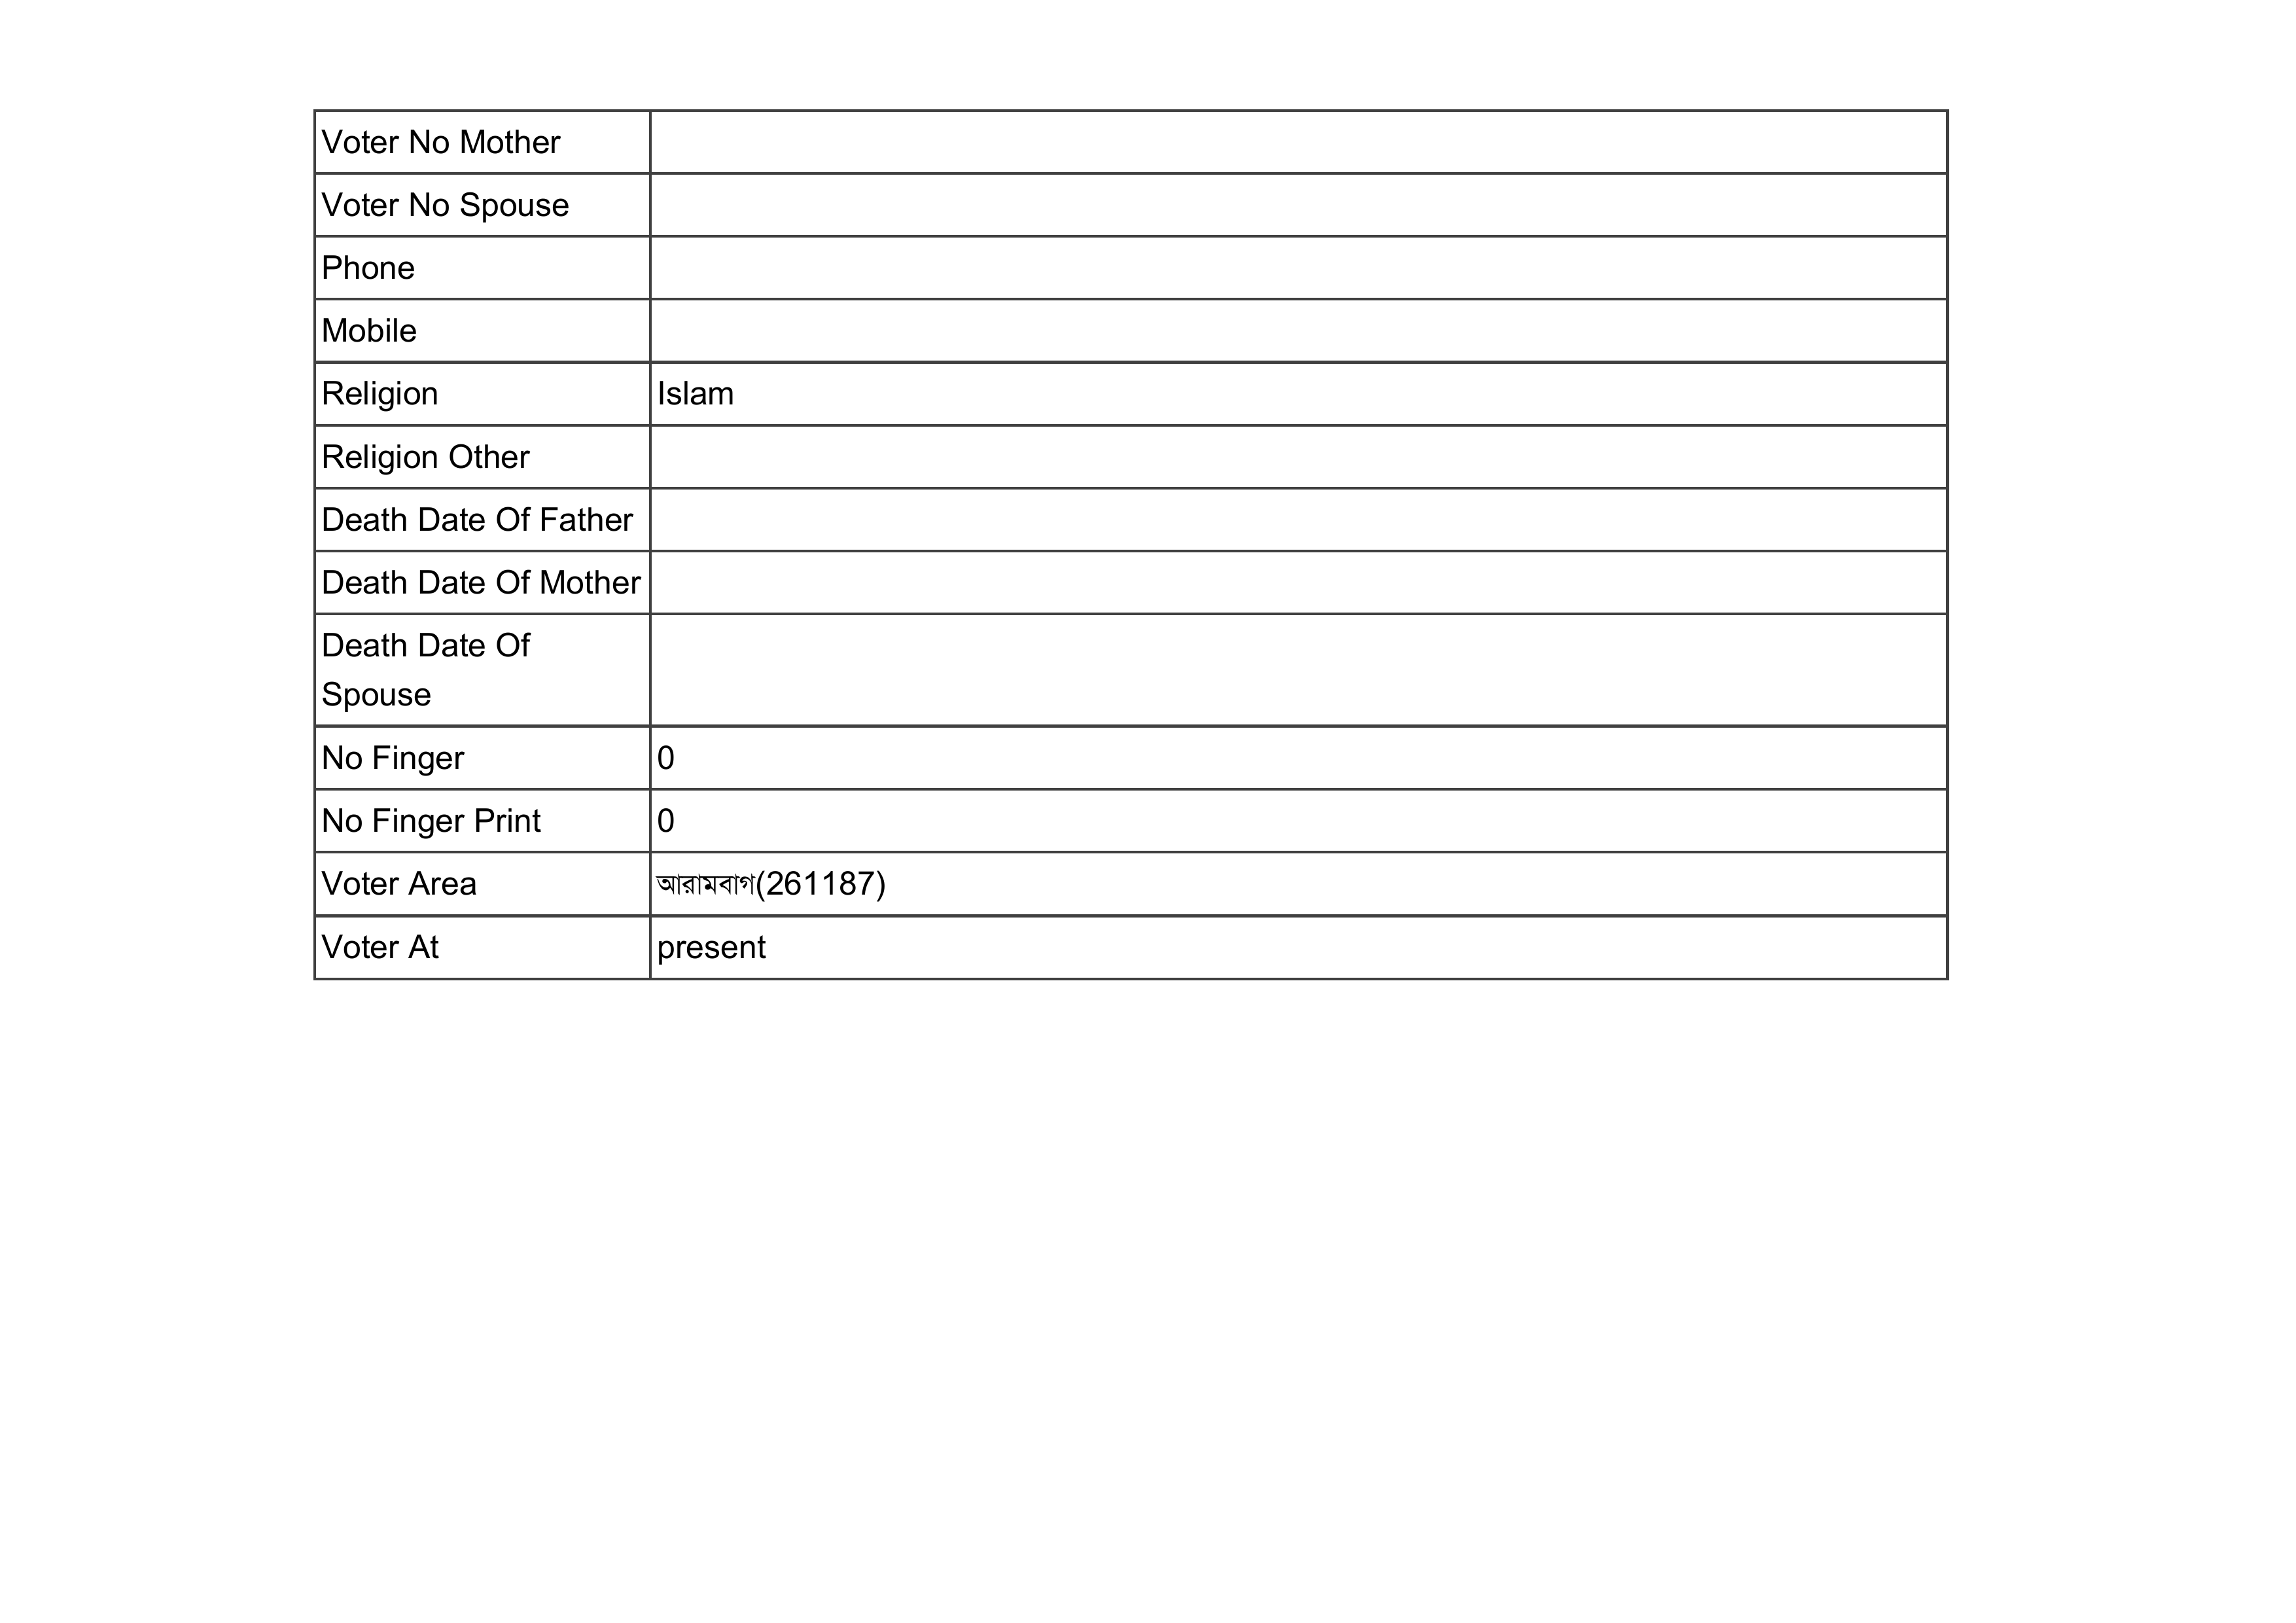 Voter No Mother
Voter No Spouse
Phone
Mobile
Religion Islam
Religion Other
Death Date Of Father
Death Date Of Mother
Death Date Of
Spouse
No Finger 0
No Finger Print 0
Voter Area আরামবাগ(261187)
Voter At present